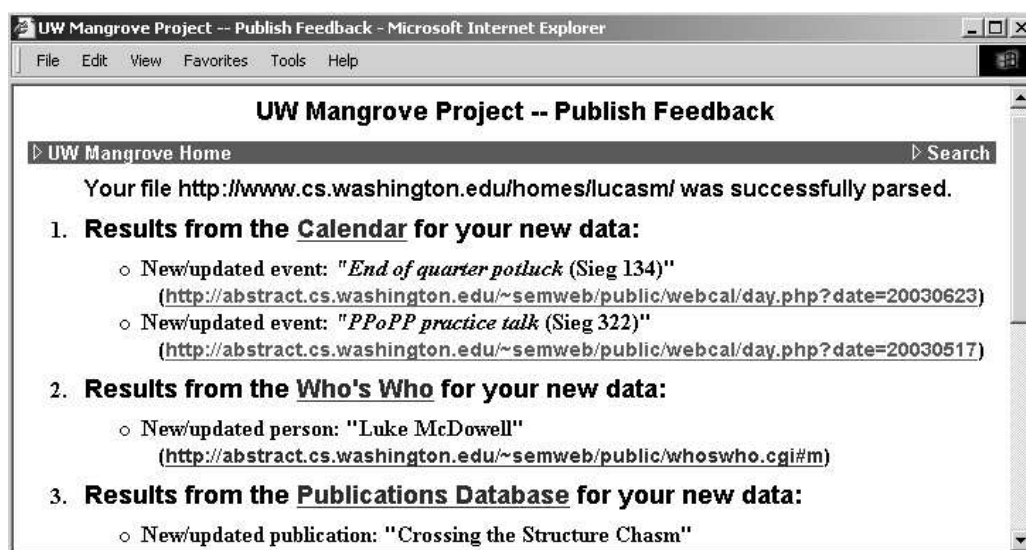 UW Mangrove Project -- Publish Feedback - Microsoft Internet Explorer
File Edit View Favorites Tools Help
UW Mangrove Project -- Publish Feedback
UW Mangrove Home Search
Your file http://www.cs.washington.edu/homes/lucasm/ was successfully parsed.
1. Results from the Calendar for your new data:
New/updated event: "End of quarter potluck (Sieg 134)"
(http://abstract.cs.washington.edu/~semweb/public/webcal/day.php?date=20030623)
New/updated event: "PPoPP practice talk (Sieg 322)"
(http://abstract.cs.washington.edu/~semweb/public/webcal/day.php?date=20030517)
2. Results from the Who's Who for your new data:
New/updated person: "Luke McDowell"
(http://abstract.cs.washington.edu/~semweb/public/whoswho.cgi#m)
3. Results from the Publications Database for your new data:
New/updated publication: "Crossing the Structure Chasm"